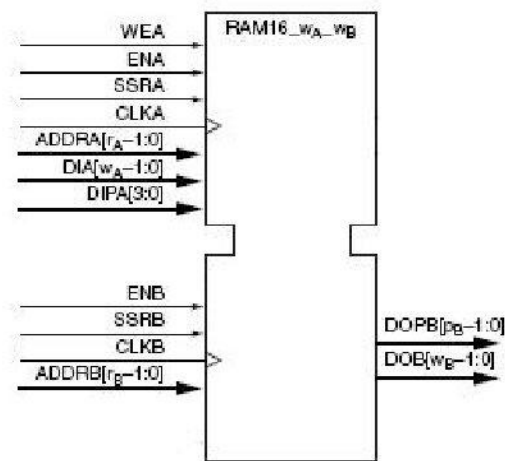 WEA
RAM16_wA_wB
ENA
SSRA
CLKA
ADDRA[rA–1:0]
DIA[wA–1:0]
DIPA[3:0]
ENB
SSRB
CLKB
ADDRB[rB–1:0]
DOPB[pB–1:0]
DOB[wB–1:0]